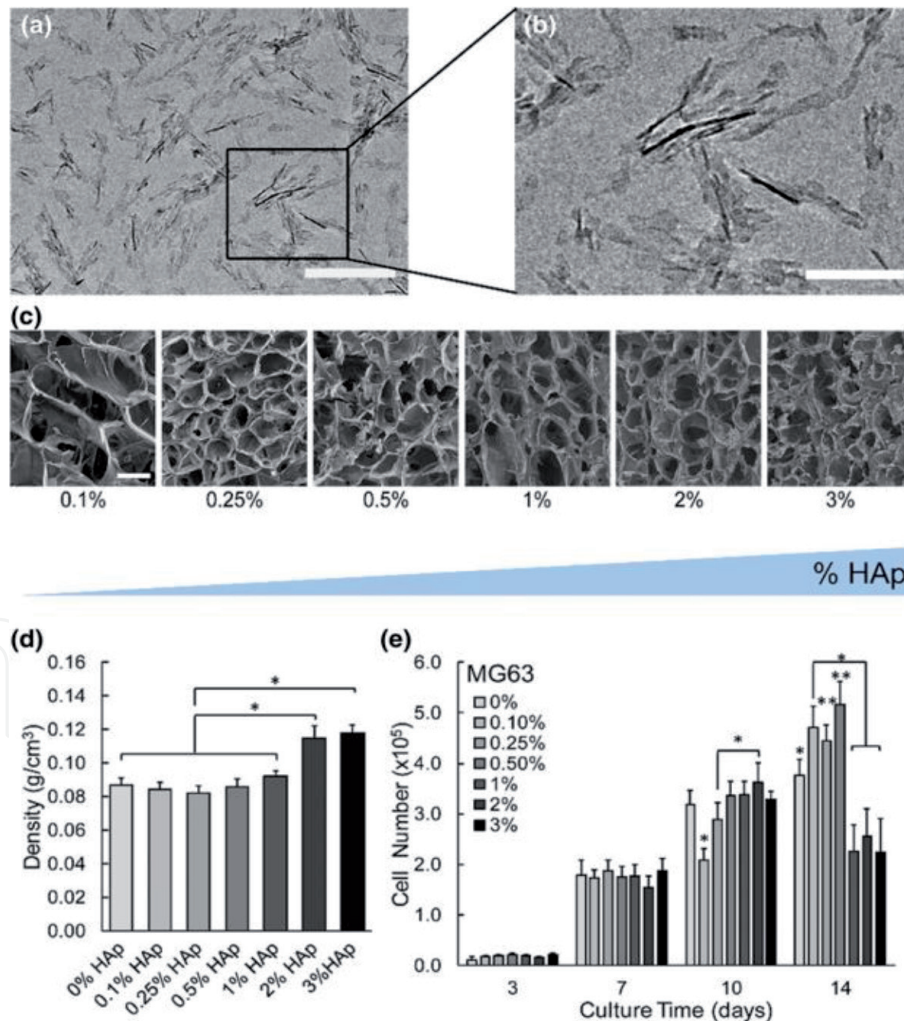 (a)
(b)
(c)
0.1%
0.25%
0.5%
1%
2%
3%
% HAp
(d)
0.16
0.14
0.12
0.10
0.08
0.06
0.04
0.02
0.00
Density (g/cm³)
*
*
0% HAp
0.1% HAp
0.25% HAp
0.5% HAp
1% HAp
2% HAp
3%HAp
(e)
6.0
5.0
4.0
3.0
2.0
1.0
0.0
Cell Number (x10⁵)
MG63
0%
0.10%
0.25%
0.50%
1%
2%
3%
*
*
*
**
**
*
3
7
10
14
Culture Time (days)